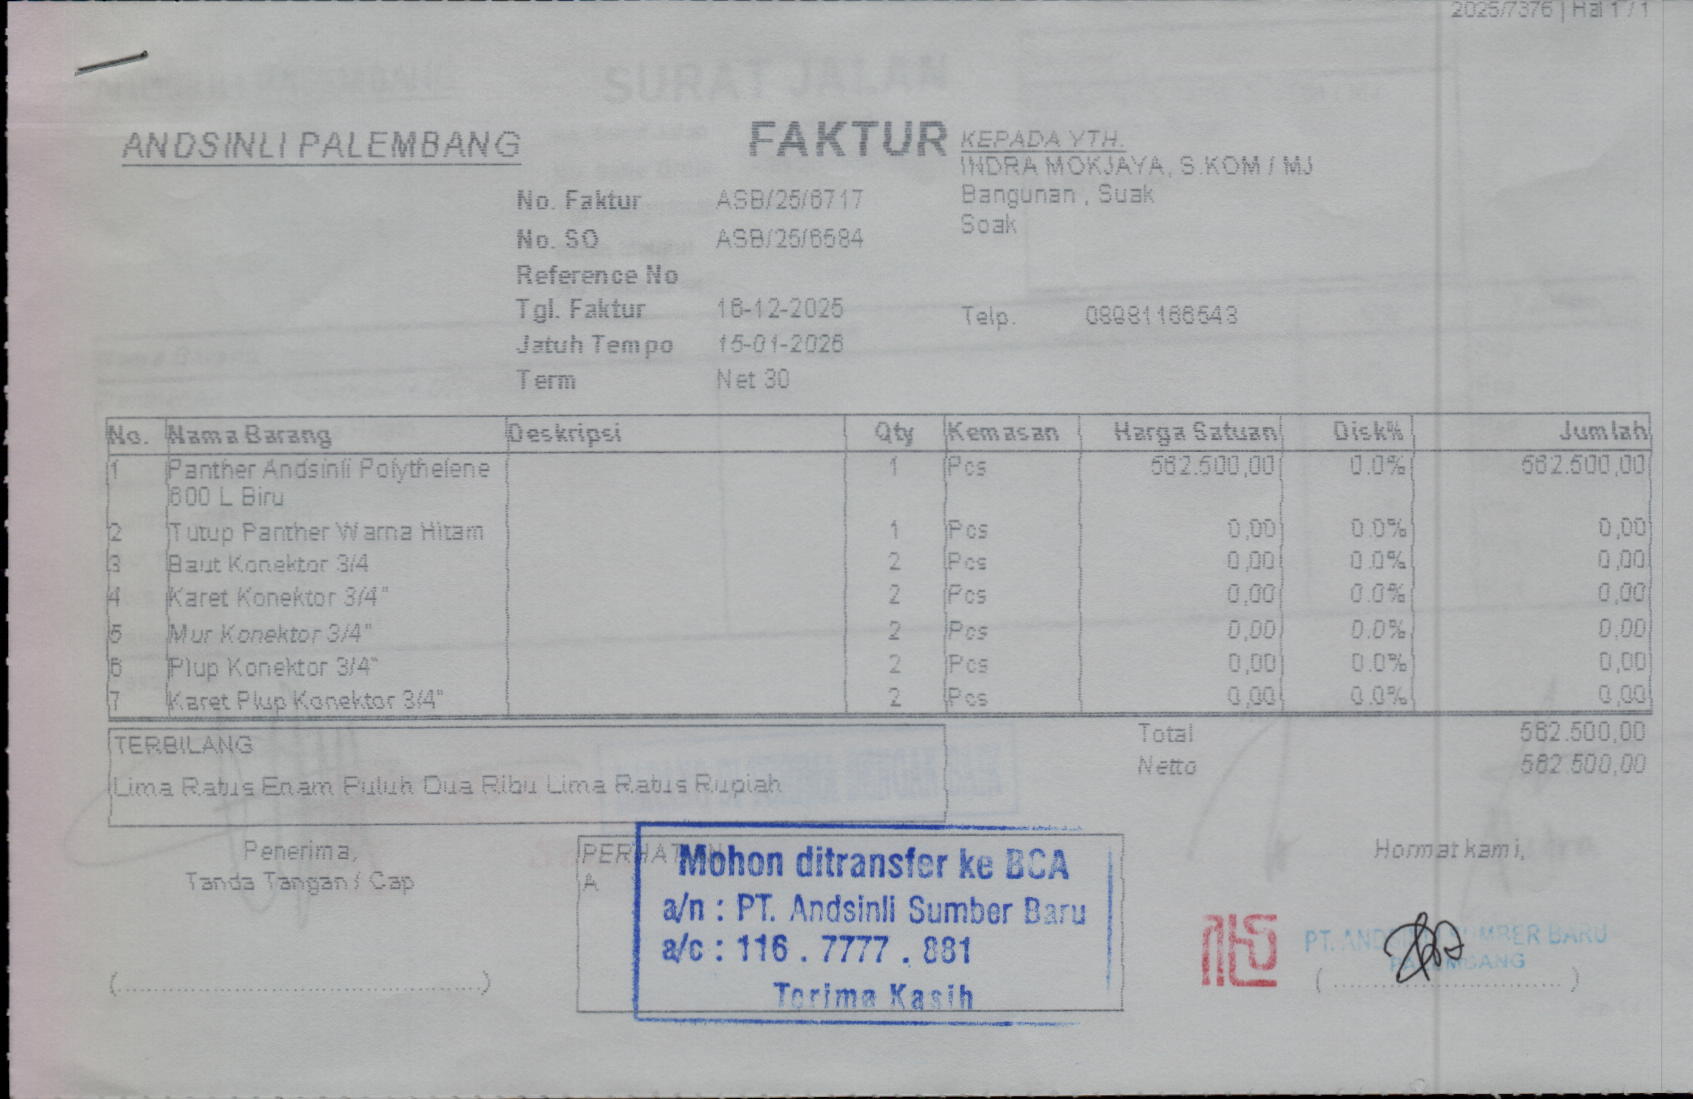 2025/7376 | Hal 1 / 1
SURAT JALAN
ANDSINLI PALEMBANG
FAKTUR
KEPADA YTH.
INDRA MOKJAYA, S.KOM / MJ
Bangunan , Suak
Soak
No. Faktur ASB/25/6717
No. SO ASB/25/6584
Reference No
Tgl. Faktur 16-12-2025
Telp. 08981166543
Jatuh Tempo 15-01-2026
Term Net 30
No. Nama Barang Deskripsi Qty Kemasan Harga Satuan Disk% Jumlah
1 Panther Andsinli Polythelene 1 Pcs 562.500,00 0.0% 562.500,00
600 L Biru
2 Tutup Panther Warna Hitam 1 Pcs 0,00 0.0% 0,00
3 Baut Konektor 3/4 2 Pcs 0,00 0.0% 0,00
4 Karet Konektor 3/4" 2 Pcs 0,00 0.0% 0,00
5 Mur Konektor 3/4" 2 Pcs 0,00 0.0% 0,00
6 Plup Konektor 3/4" 2 Pcs 0,00 0.0% 0,00
7 Karet Plup Konektor 3/4" 2 Pcs 0,00 0.0% 0,00
Total 562.500,00
Netto 562.500,00
TERBILANG
Lima Ratus Enam Puluh Dua Ribu Lima Ratus Rupiah
Penerima,
Tanda Tangan / Cap
PERHATIAN
A
Mohon ditransfer ke BCA
a/n : PT. Andsinli Sumber Baru
a/c : 116 . 7777 . 881
Terima Kasih
Hormat kami,
PT. ANDSINLI SUMBER BARU
PALEMBANG